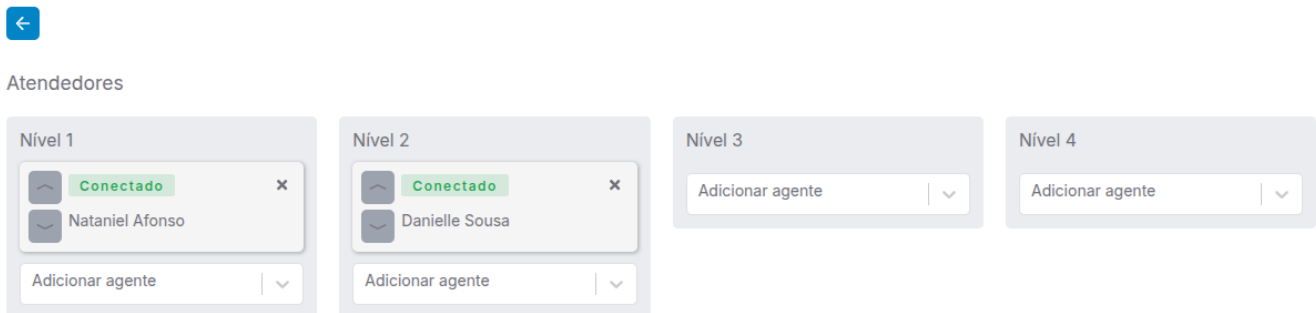 Atendedores
Nível 1
Conectado
Nataniel Afonso
Adicionar agente
Nível 2
Conectado
Danielle Sousa
Adicionar agente
Nível 3
Adicionar agente
Nível 4
Adicionar agente